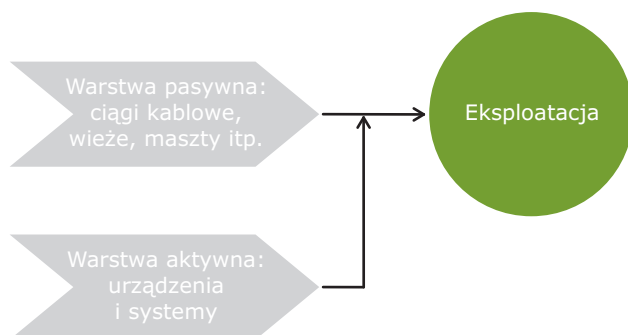 Warstwa pasywna:
ciągi kablowe,
wieże, maszty itp.
Eksploatacja
Warstwa aktywna:
urządzenia
i systemy